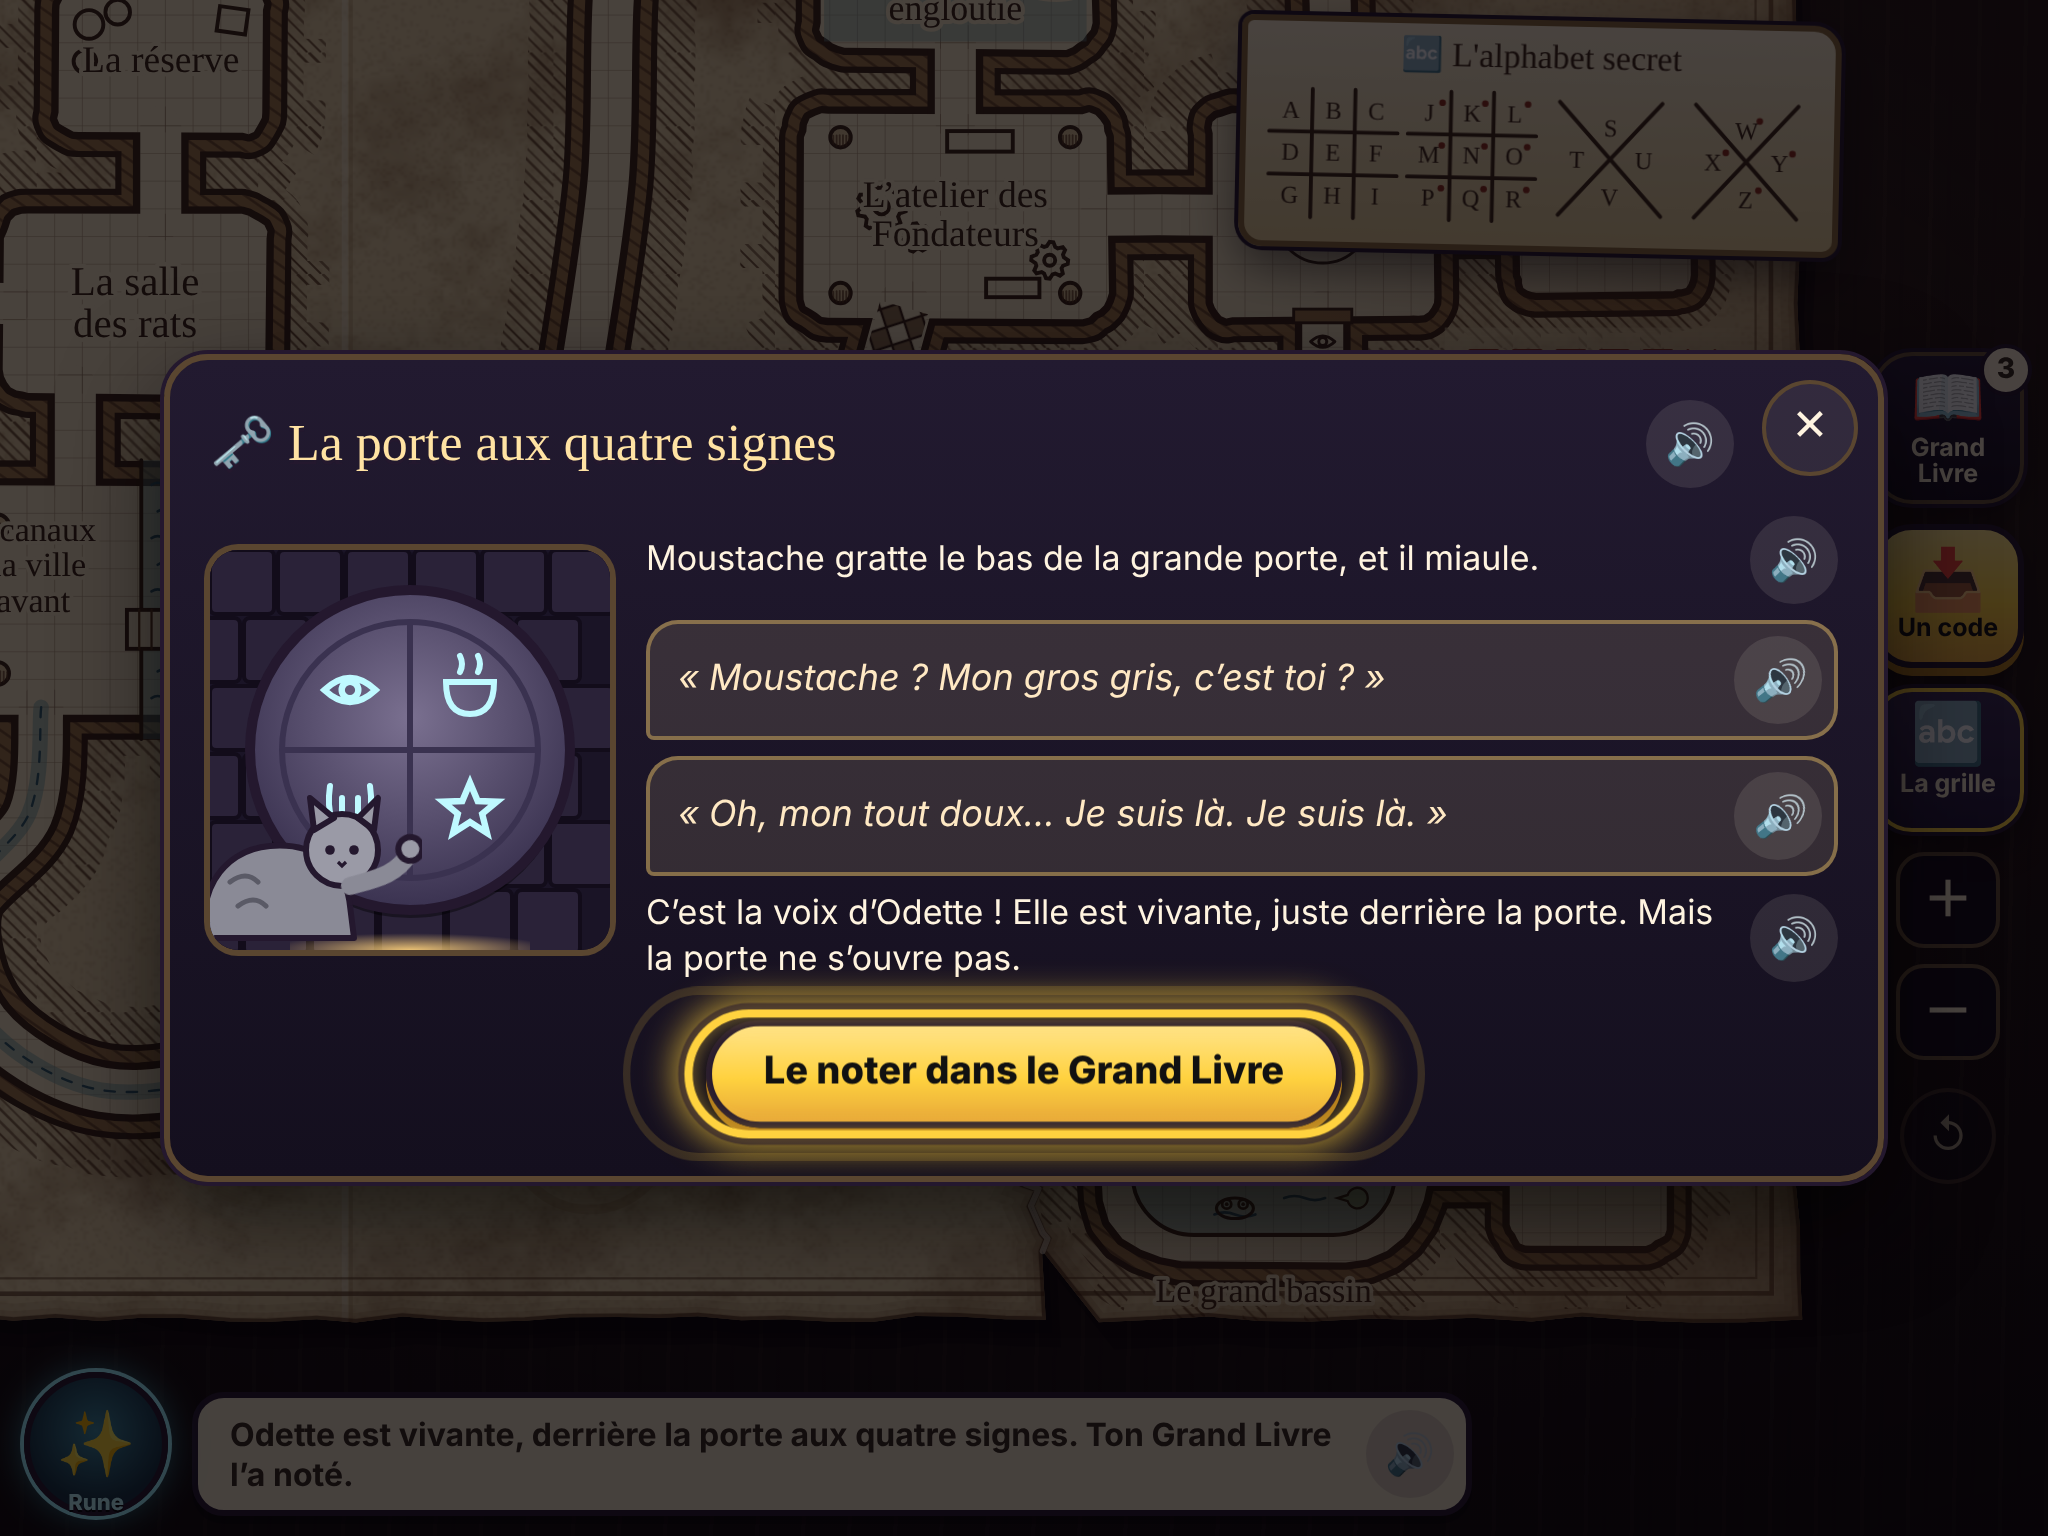 engloutie
La réserve
🔤 L'alphabet secret
A B C J K L S W
D E F M N O T U X Y
G H I P Q R V Z
L'atelier des
Fondateurs
La salle
des rats
3
Grand
Livre
La porte aux quatre signes
canaux
a ville
avant
Moustache gratte le bas de la grande porte, et il miaule.
« Moustache ? Mon gros gris, c’est toi ? »
« Oh, mon tout doux… Je suis là. Je suis là. »
C’est la voix d’Odette ! Elle est vivante, juste derrière la porte. Mais
la porte ne s’ouvre pas.
Un code
abc
La grille
Le noter dans le Grand Livre
Le grand bassin
Odette est vivante, derrière la porte aux quatre signes. Ton Grand Livre
l’a noté.
Rune